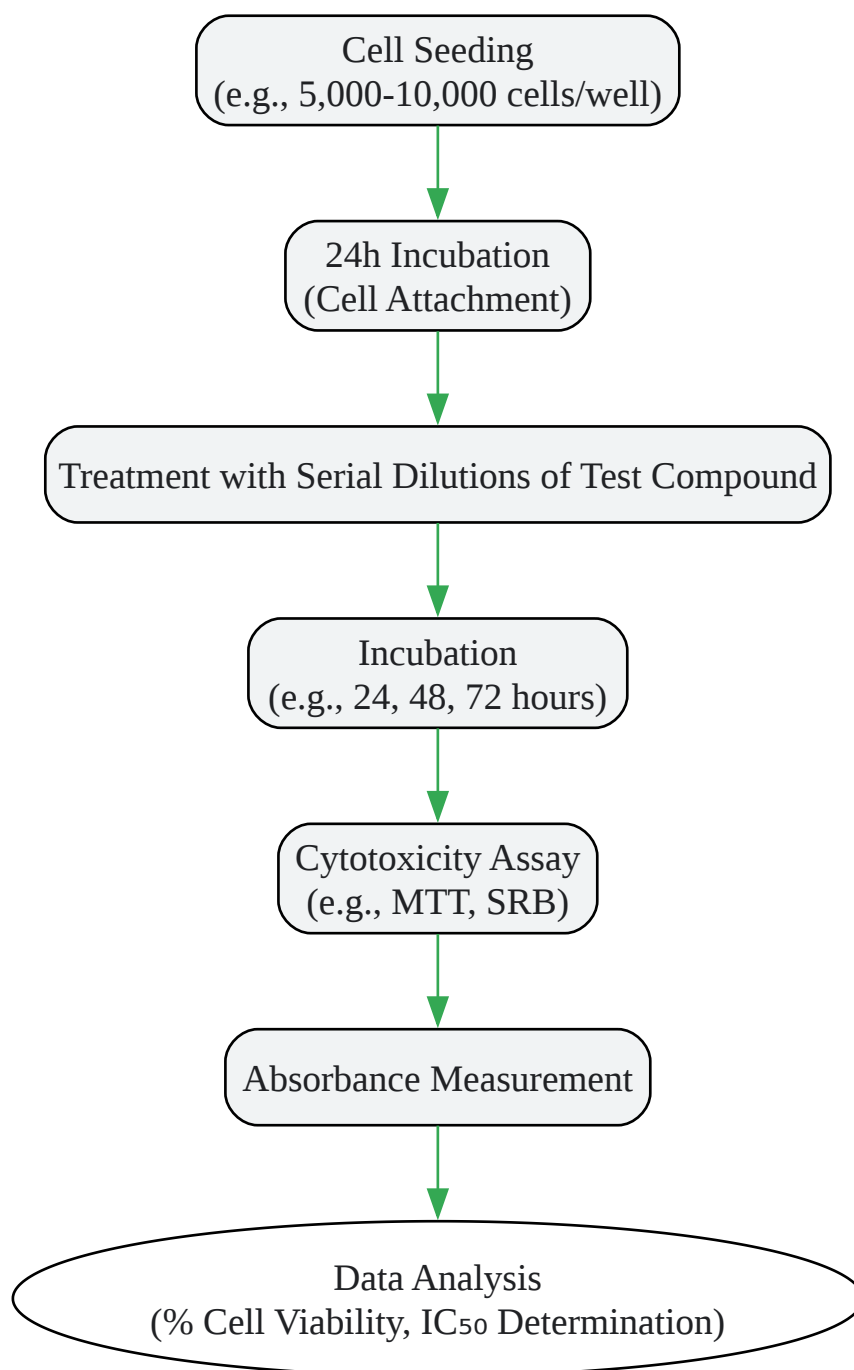 Cell Seeding
(e.g., 5,000-10,000 cells/well)
24h Incubation
(Cell Attachment)
Treatment with Serial Dilutions of Test Compound
Incubation
(e.g., 24, 48, 72 hours)
Cytotoxicity Assay
(e.g., MTT, SRB)
Absorbance Measurement
Data Analysis
(% Cell Viability, IC₅₀ Determination)